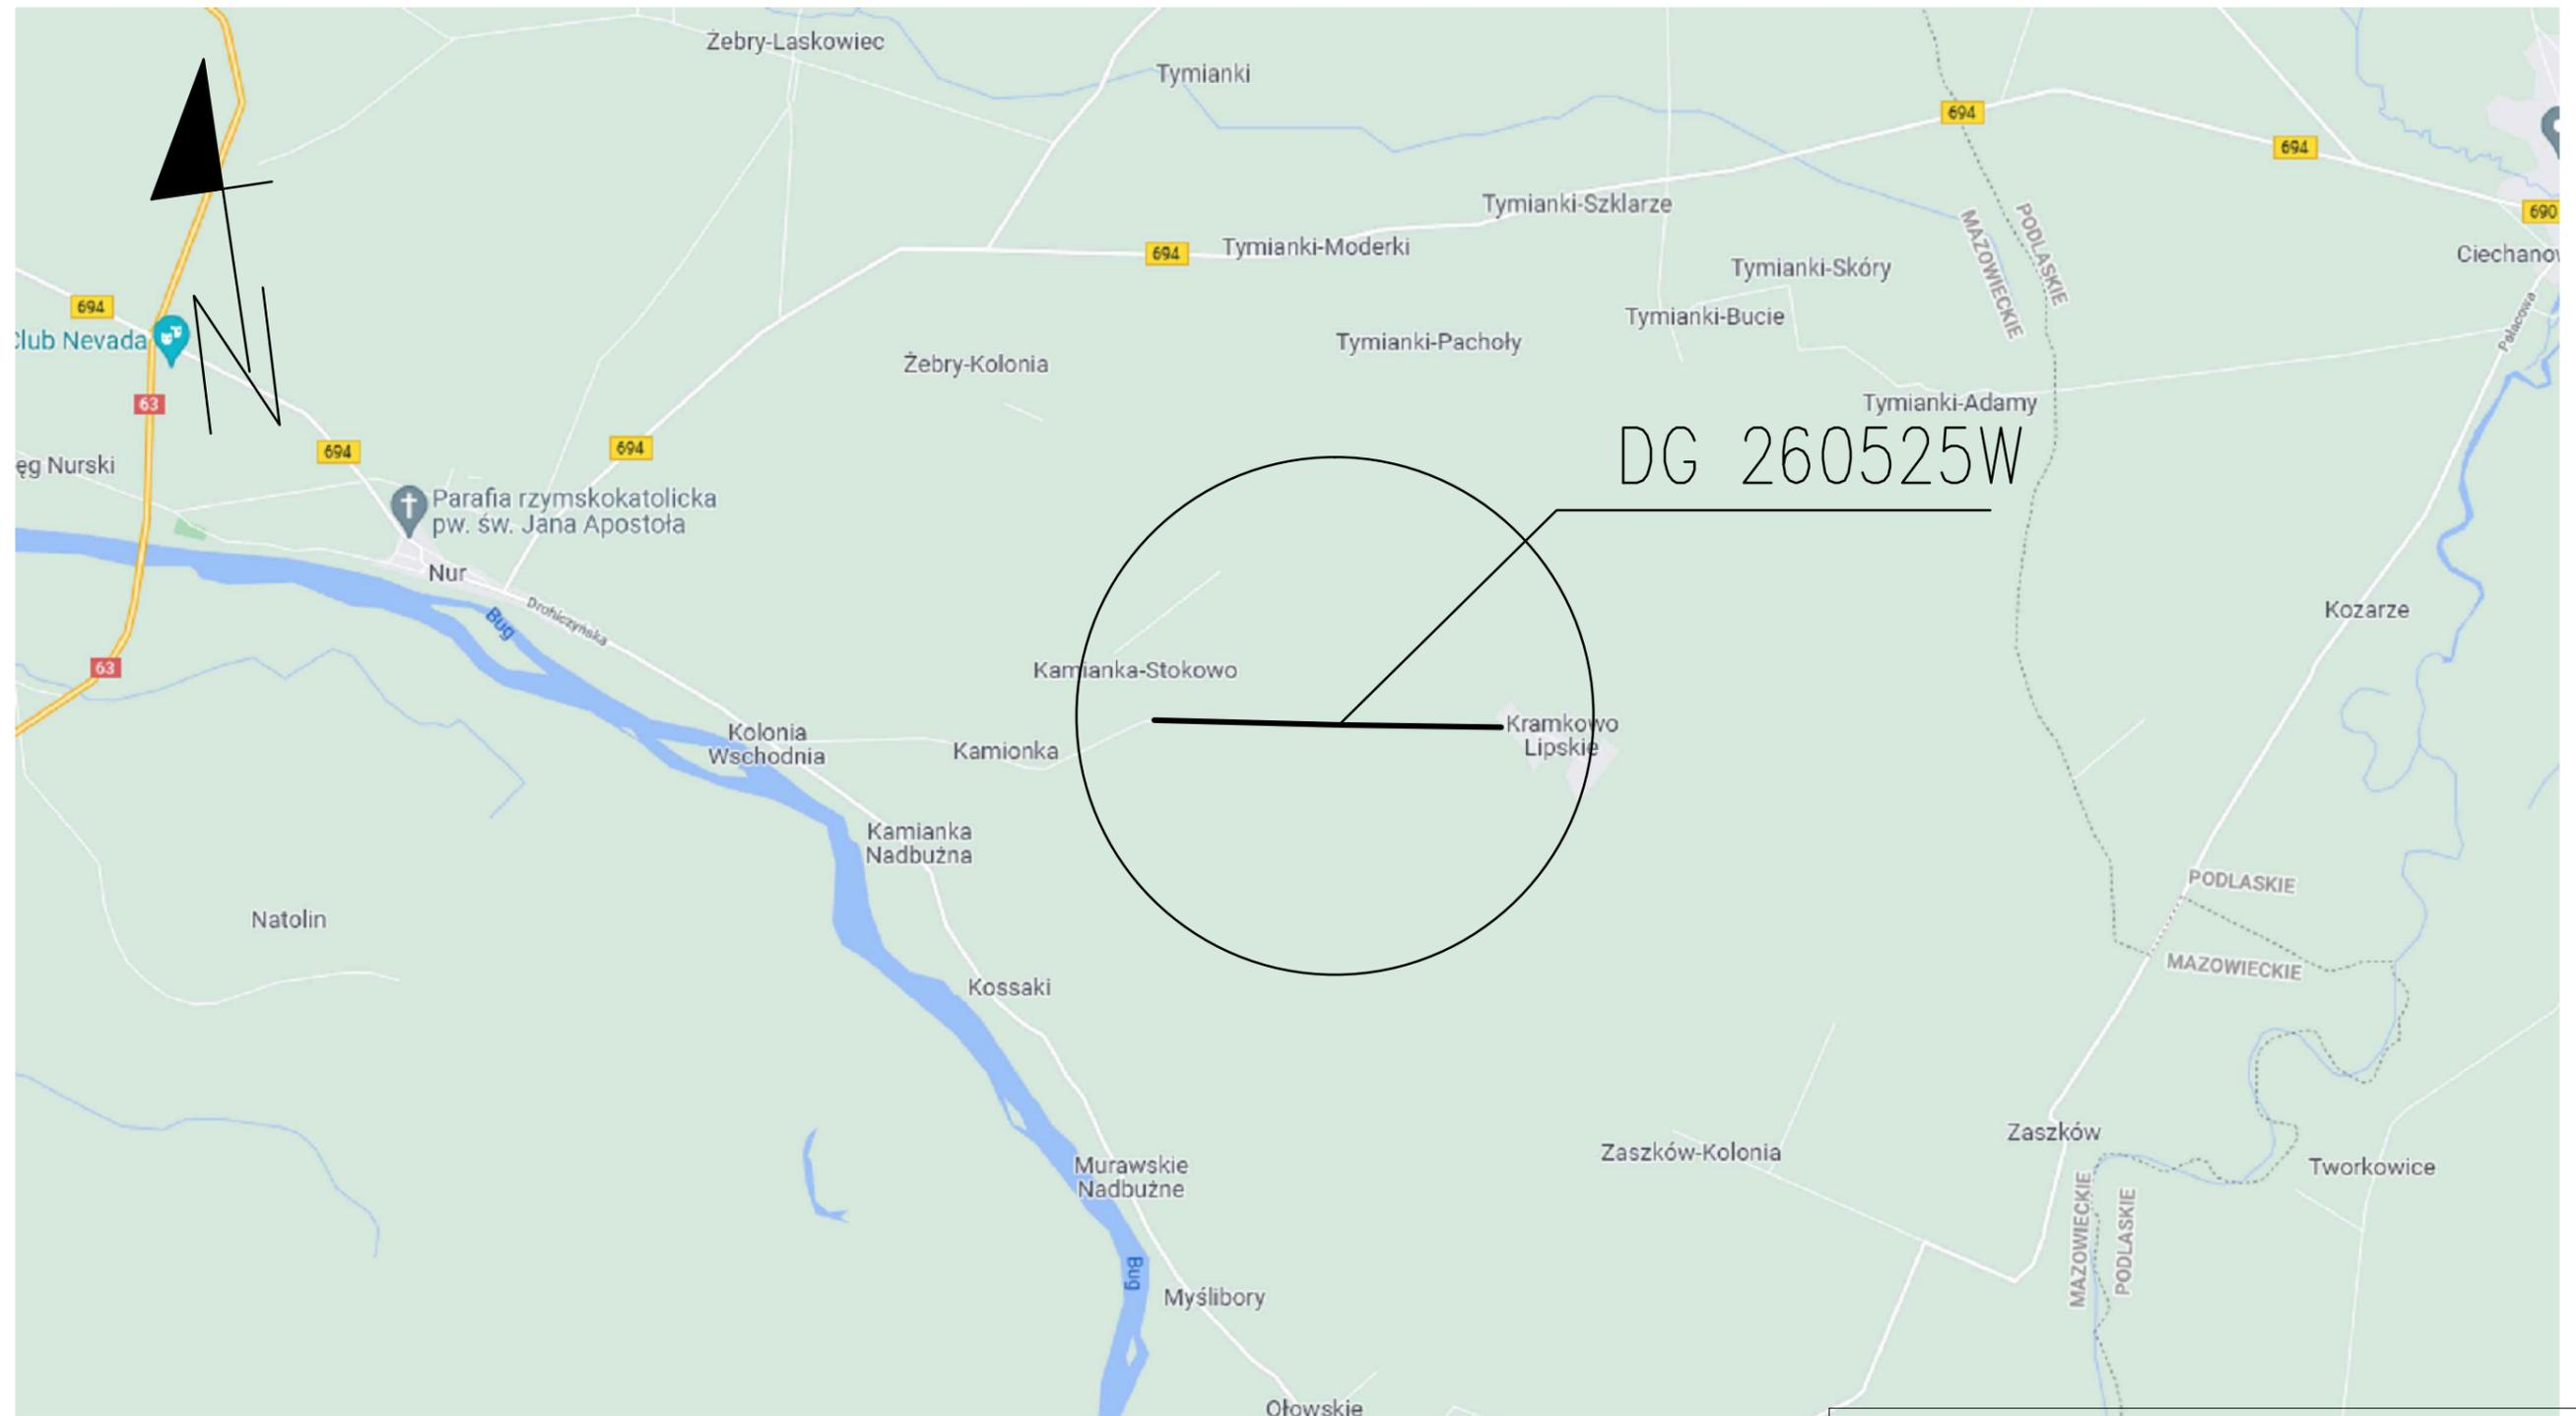 Żebry-Laskowiec
Tymianki
694
694
Tymianki-Szklarze
690
Tymianki-Moderki
694
PODLASKIE
MAZOWIECKIE
Ciechanow
Tymianki-Skóry
694
Tymianki-Bucie
Pałacowa
Club Nevada
Tymianki-Pachoły
Żebry-Kolonia
N
63
Tymianki-Adamy
694
694
DG 260525W
ęg Nurski
Parafia rzymskokatolicka
pw. św. Jana Apostoła
Nur
Drohiczyńska
Bug
Kozarze
63
Kamianka-Stokowo
Kolonia
Wschodnia
Kamionka
Kramkowo
Lipskie
Kamianka
Nadbużna
PODLASKIE
Natolin
MAZOWIECKIE
Kossaki
Zaszków
Zaszków-Kolonia
Murawskie
Nadbużne
Tworkowice
MAZOWIECKIE
PODLASKIE
Bug
Myślibory
Ołowskie